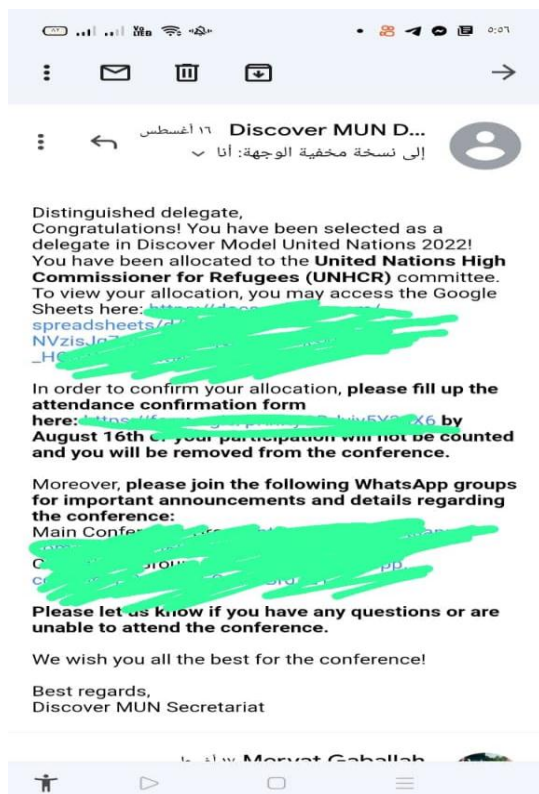 ٥:٥٦
Discover MUN D... ١٦ أغسطس
إلى نسخة مخفية الوجهة: أنا
Distinguished delegate,
Congratulations! You have been selected as a
delegate in Discover Model United Nations 2022!
You have been allocated to the United Nations High
Commissioner for Refugees (UNHCR) committee.
To view your allocation, you may access the Google
Sheets here:
spreadsheets/d/
In order to confirm your allocation, please fill up the
attendance confirmation form
here: by
August 16th or your participation will not be counted
and you will be removed from the conference.
Moreover, please join the following WhatsApp groups
for important announcements and details regarding
the conference:
Main
Please let us know if you have any questions or are
unable to attend the conference.
We wish you all the best for the conference!
Best regards,
Discover MUN Secretariat
Mervat Gaballah